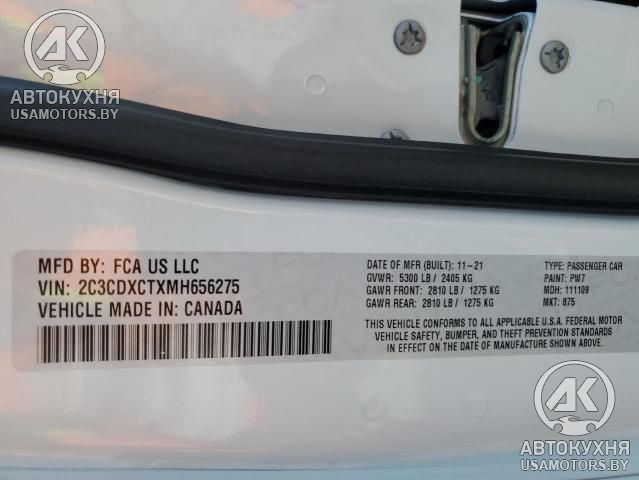 АК
АВТОКУХНЯ
USAMOTORS.BY
MFD BY: FCA US LLC
VIN: 2C3CDXCTXMH656275
VEHICLE MADE IN: CANADA
DATE OF MFR (BUILT): 11-21
GVWR: 5300 LB / 2405 KG
GAWR FRONT: 2810 LB / 1275 KG
GAWR REAR: 2810 LB / 1275 KG
TYPE: PASSENGER CAR
PAINT: PW7
MDH: 111109
MKT: 875
THIS VEHICLE CONFORMS TO ALL APPLICABLE U.S.A. FEDERAL MOTOR
VEHICLE SAFETY, BUMPER, AND THEFT PREVENTION STANDARDS
IN EFFECT ON THE DATE OF MANUFACTURE SHOWN ABOVE.
АК
АВТОКУХНЯ
USAMOTORS.BY